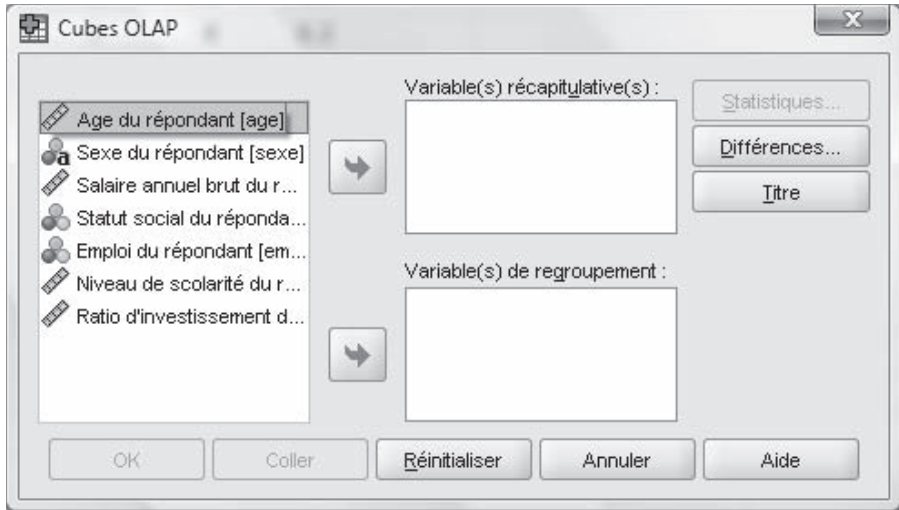 Cubes OLAP
Age du répondant [age]
Sexe du répondant [sexe]
Salaire annuel brut du r...
Statut social du réponda...
Emploi du répondant [em...
Niveau de scolarité du r...
Ratio d'investissement d...
Variable(s) récapitulative(s) :
Variable(s) de regroupement :
Statistiques...
Différences...
Titre
OK
Coller
Réinitialiser
Annuler
Aide